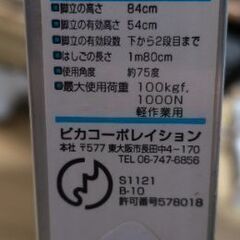 ■脚立の高さ 84cm
■脚立の有効高さ 54cm
■脚立の有効段数 下から2段目まで
■はしごの長さ 1m80cm
■使用角度 約75度
■最大使用荷重 100kgf,
1000N
軽作業用
ピカコーポレイション
本社 〒577 東大阪市長田中4-170
TEL 06-747-6856
S1121
B-10
許可番号578018